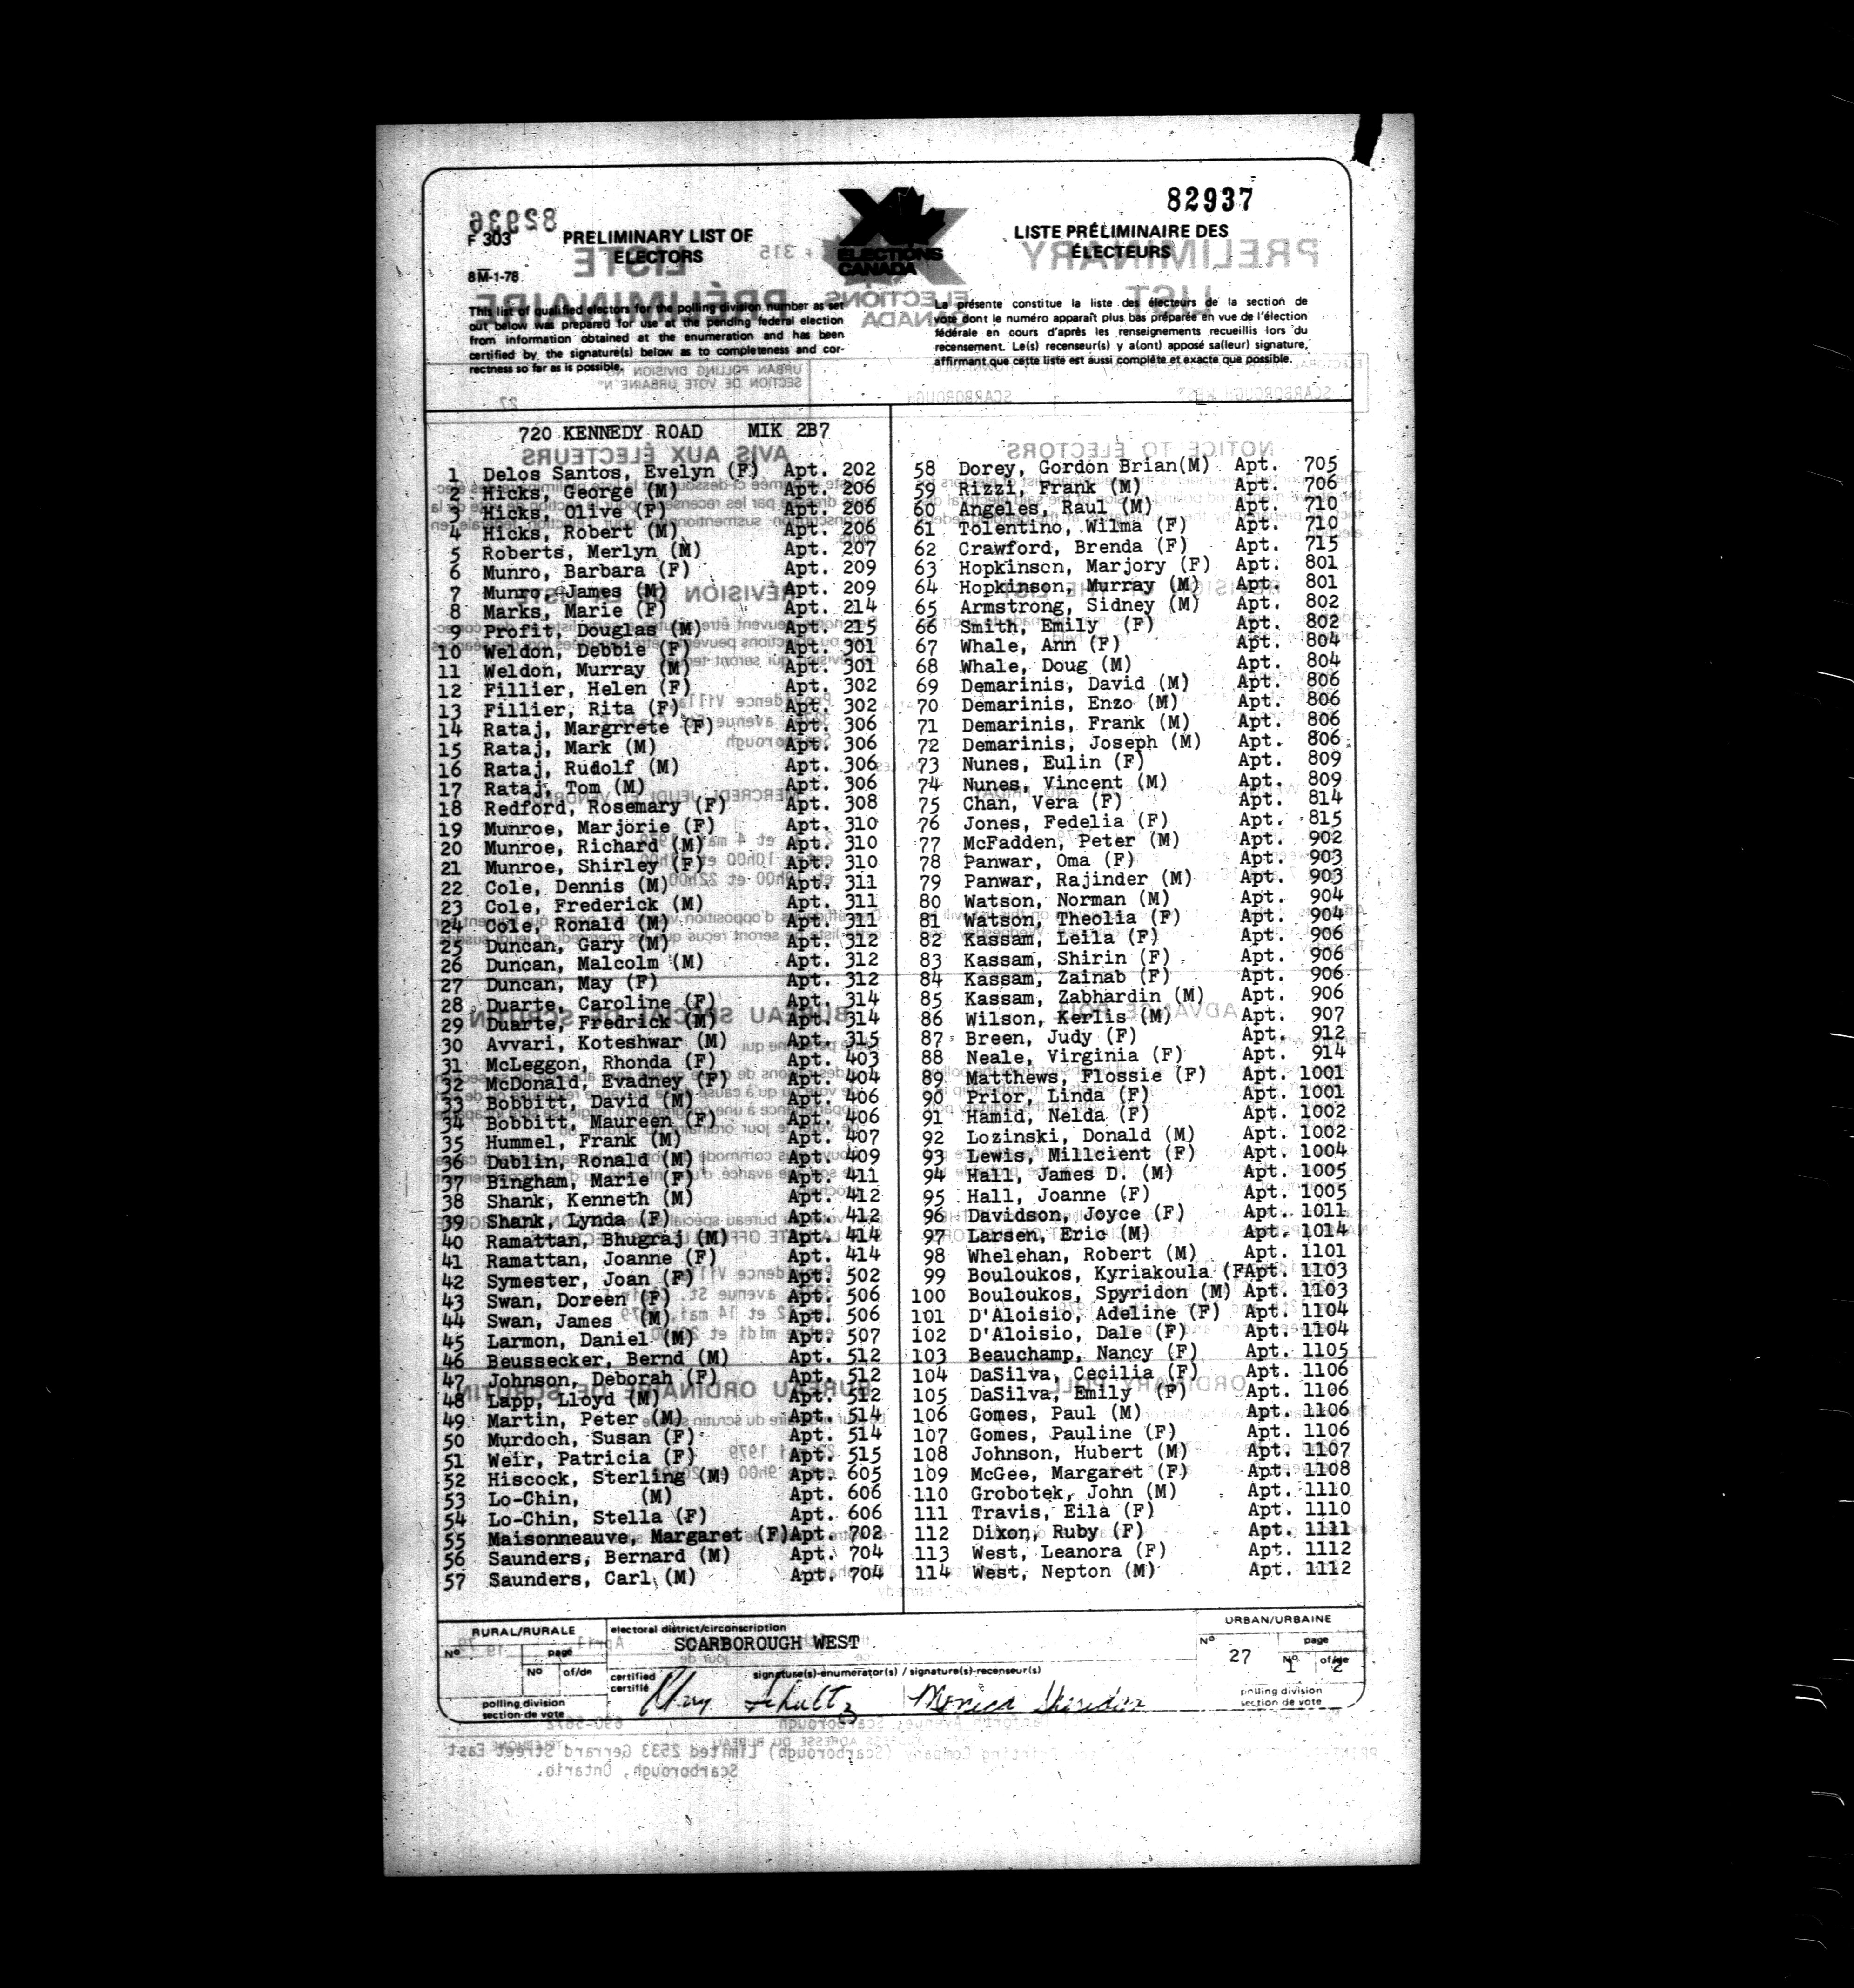 82937
F 303
PRELIMINARY LIST OF
ELECTORS
8M-1-78
ELECTIONS
CANADA
LISTE PRÉLIMINAIRE DES
ÉLECTEURS
This list of qualified electors for the polling division number as set
out below was prepared for use at the pending federal election
from information obtained at the enumeration and has been
certified by the signature(s) below as to completeness and cor-
rectness so far as is possible.
La présente constitue la liste des électeurs de la section de
vote dont le numéro apparaît plus bas préparée en vue de l'élection
fédérale en cours d'après les renseignements recueillis lors du
recensement. Le(s) recenseur(s) y a(ont) apposé sa(leur) signature,
affirmant que cette liste est aussi complète et exacte que possible.
720 KENNEDY ROAD MIK 2B7
1 Delos Santos, Evelyn (F) Apt. 202
2 Hicks, George (M) Apt. 206
3 Hicks, Olive (F) Apt. 206
4 Hicks, Robert (M) Apt. 206
5 Roberts, Merlyn (M) Apt. 207
6 Munro, Barbara (F) Apt. 209
7 Munro, James (M) Apt. 209
8 Marks, Marie (F) Apt. 214
9 Profit, Douglas (M) Apt. 215
10 Weldon, Debbie (F) Apt. 301
11 Weldon, Murray (M) Apt. 301
12 Fillier, Helen (F) Apt. 302
13 Fillier, Rita (F) Apt. 302
14 Rataj, Margrrete (F) Apt. 306
15 Rataj, Mark (M) Apt. 306
16 Rataj, Rudolf (M) Apt. 306
17 Rataj, Tom (M) Apt. 306
18 Redford, Rosemary (F) Apt. 308
19 Munroe, Marjorie (F) Apt. 310
20 Munroe, Richard (M) Apt. 310
21 Munroe, Shirley (F) Apt. 310
22 Cole, Dennis (M) Apt. 311
23 Cole, Frederick (M) Apt. 311
24 Cole, Ronald (M) Apt. 311
25 Duncan, Gary (M) Apt. 312
26 Duncan, Malcolm (M) Apt. 312
27 Duncan, May (F) Apt. 312
28 Duarte, Caroline (F) Apt. 314
29 Duarte, Fredrick (M) Apt. 314
30 Avvari, Koteshwar (M) Apt. 315
31 McLeggon, Rhonda (F) Apt. 403
32 McDonald, Evadney (F) Apt. 404
33 Bobbitt, David (M) Apt. 406
34 Bobbitt, Maureen (F) Apt. 406
35 Hummel, Frank (M) Apt. 407
36 Dublin, Ronald (M) Apt. 409
37 Bingham, Marie (F) Apt. 411
38 Shank, Kenneth (M) Apt. 412
39 Shank, Lynda (F) Apt. 412
40 Ramattan, Bhugraj (M) Apt. 414
41 Ramattan, Joanne (F) Apt. 414
42 Symester, Joan (F) Apt. 502
43 Swan, Doreen (F) Apt. 506
44 Swan, James (M) Apt. 506
45 Larmon, Daniel (M) Apt. 507
46 Beussecker, Bernd (M) Apt. 512
47 Johnson, Deborah (F) Apt. 512
48 Lapp, Lloyd (M) Apt. 512
49 Martin, Peter (M) Apt. 514
50 Murdoch, Susan (F) Apt. 514
51 Weir, Patricia (F) Apt. 515
52 Hiscock, Sterling (M) Apt. 605
53 Lo-Chin, (M) Apt. 606
54 Lo-Chin, Stella (F) Apt. 606
55 Maisonneauve, Margaret (F)Apt. 702
56 Saunders, Bernard (M) Apt. 704
57 Saunders, Carl (M) Apt. 704
58 Dorey, Gordon Brian(M) Apt. 705
59 Rizzi, Frank (M) Apt. 706
60 Angeles, Raul (M) Apt. 710
61 Tolentino, Wilma (F) Apt. 710
62 Crawford, Brenda (F) Apt. 715
63 Hopkinson, Marjory (F) Apt. 801
64 Hopkinson, Murray (M) Apt. 801
65 Armstrong, Sidney (M) Apt. 802
66 Smith, Emily (F) Apt. 802
67 Whale, Ann (F) Apt. 804
68 Whale, Doug (M) Apt. 804
69 Demarinis, David (M) Apt. 806
70 Demarinis, Enzo (M) Apt. 806
71 Demarinis, Frank (M) Apt. 806
72 Demarinis, Joseph (M) Apt. 806
73 Nunes, Eulin (F) Apt. 809
74 Nunes, Vincent (M) Apt. 809
75 Chan, Vera (F) Apt. 814
76 Jones, Fedelia (F) Apt. 815
77 McFadden, Peter (M) Apt. 902
78 Panwar, Oma (F) Apt. 903
79 Panwar, Rajinder (M) Apt. 903
80 Watson, Norman (M) Apt. 904
81 Watson, Theolia (F) Apt. 904
82 Kassam, Leila (F) Apt. 906
83 Kassam, Shirin (F) Apt. 906
84 Kassam, Zainab (F) Apt. 906
85 Kassam, Zabhardin (M) Apt. 906
86 Wilson, Kerlis (M) Apt. 907
87 Breen, Judy (F) Apt. 912
88 Neale, Virginia (F) Apt. 914
89 Matthews, Flossie (F) Apt. 1001
90 Prior, Linda (F) Apt. 1001
91 Hamid, Nelda (F) Apt. 1002
92 Lozinski, Donald (M) Apt. 1002
93 Lewis, Millcient (F) Apt. 1004
94 Hall, James D. (M) Apt. 1005
95 Hall, Joanne (F) Apt. 1005
96 Davidson, Joyce (F) Apt. 1011
97 Larsen, Eric (M) Apt. 1014
98 Whelehan, Robert (M) Apt. 1101
99 Bouloukos, Kyriakoula (FApt. 1103
100 Bouloukos, Spyridon (M) Apt. 1103
101 D'Aloisio, Adeline (F) Apt. 1104
102 D'Aloisio, Dale (F) Apt. 1104
103 Beauchamp, Nancy (F) Apt. 1105
104 DaSilva, Cecilia (F) Apt. 1106
105 DaSilva, Emily (F) Apt. 1106
106 Gomes, Paul (M) Apt. 1106
107 Gomes, Pauline (F) Apt. 1106
108 Johnson, Hubert (M) Apt. 1107
109 McGee, Margaret (F) Apt. 1108
110 Grobotek, John (M) Apt. 1110
111 Travis, Eila (F) Apt. 1110
112 Dixon, Ruby (F) Apt. 1111
113 West, Leanora (F) Apt. 1112
114 West, Nepton (M) Apt. 1112
RURAL/RURALE
No
page
No of/de
polling division
section de vote
electoral district/circonscription
SCARBOROUGH WEST
certified
certifié
signature(s)-enumerator(s) / signature(s)-recenseur(s)
Schultz Monica Sheridan
URBAN/URBAINE
No
27
page
No of/de
1 2
polling division
section de vote